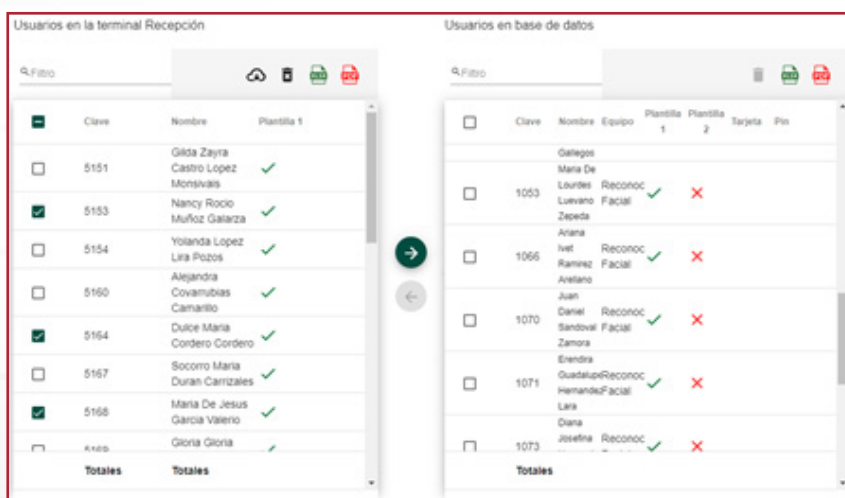 Usuarios en la terminal Recepción
Filtro
XLSX
PDF
Clave Nombre Plantilla 1
5151 Gilda Zayra Castro Lopez Monsivais
5153 Nancy Rocio Muñoz Galarza
5154 Yolanda Lopez Lira Pozos
5160 Alejandra Covarrubias Camarillo
5164 Dulce Maria Cordero Cordero
5167 Socorro Maria Duran Carrizales
5168 Maria De Jesus Garcia Valerio
5169 Gloria Gloria
Totales Totales
Usuarios en base de datos
Filtro
XLSX
PDF
Clave Nombre Equipo Plantilla 1 Plantilla 2 Tarjeta Pin
Gallegos
1053 Maria De Lourdes Luevano Zepeda Reconoc Facial
1066 Ariana Ivet Ramirez Arellano Reconoc Facial
1070 Juan Daniel Sandoval Zamora Reconoc Facial
1071 Erendira Guadalupe Hernandez Lara Reconoc Facial
1073 Diana Josefina Reconoc
Totales